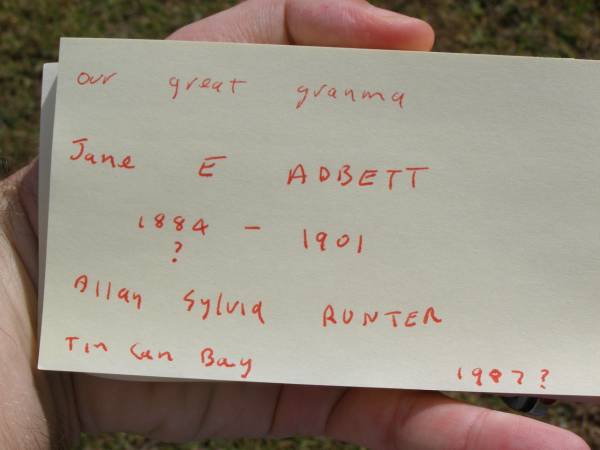 our great granma
Jane E ADBETT
1884 - 1901
?
Allan Sylvia RUNTER
Tin Can Bay
1987?